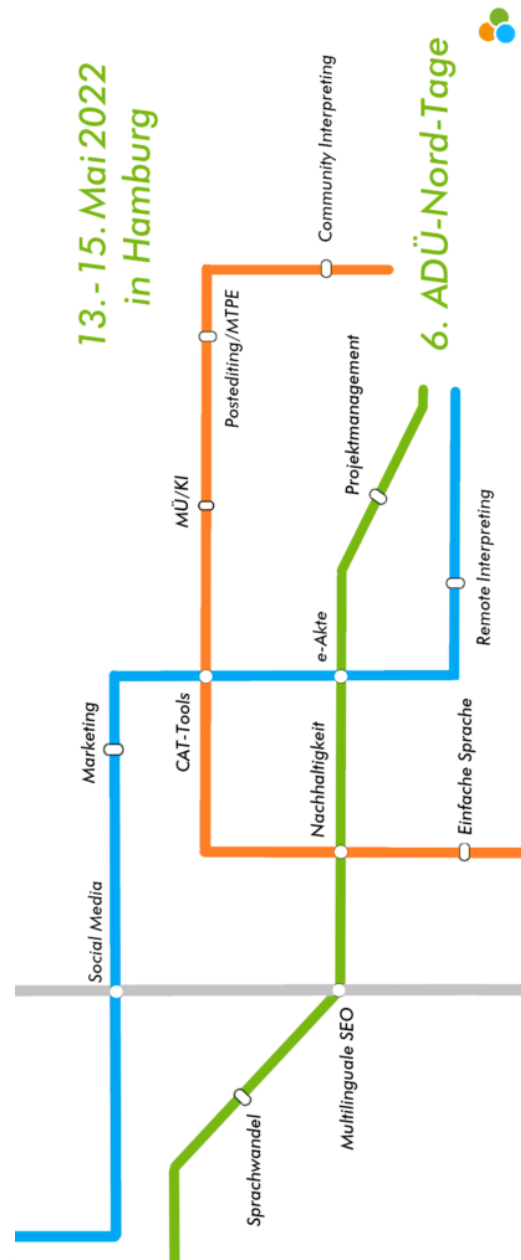 13.-15. Mai 2022
in Hamburg
6. ADÜ-Nord-Tage
Community Interpreting
Postediting/MTPE
MÜ/KI
Projektmanagement
Marketing
CAT-Tools
e-Akte
Remote Interpreting
Social Media
Nachhaltigkeit
Einfache Sprache
Sprachwandel
Multilinguale SEO